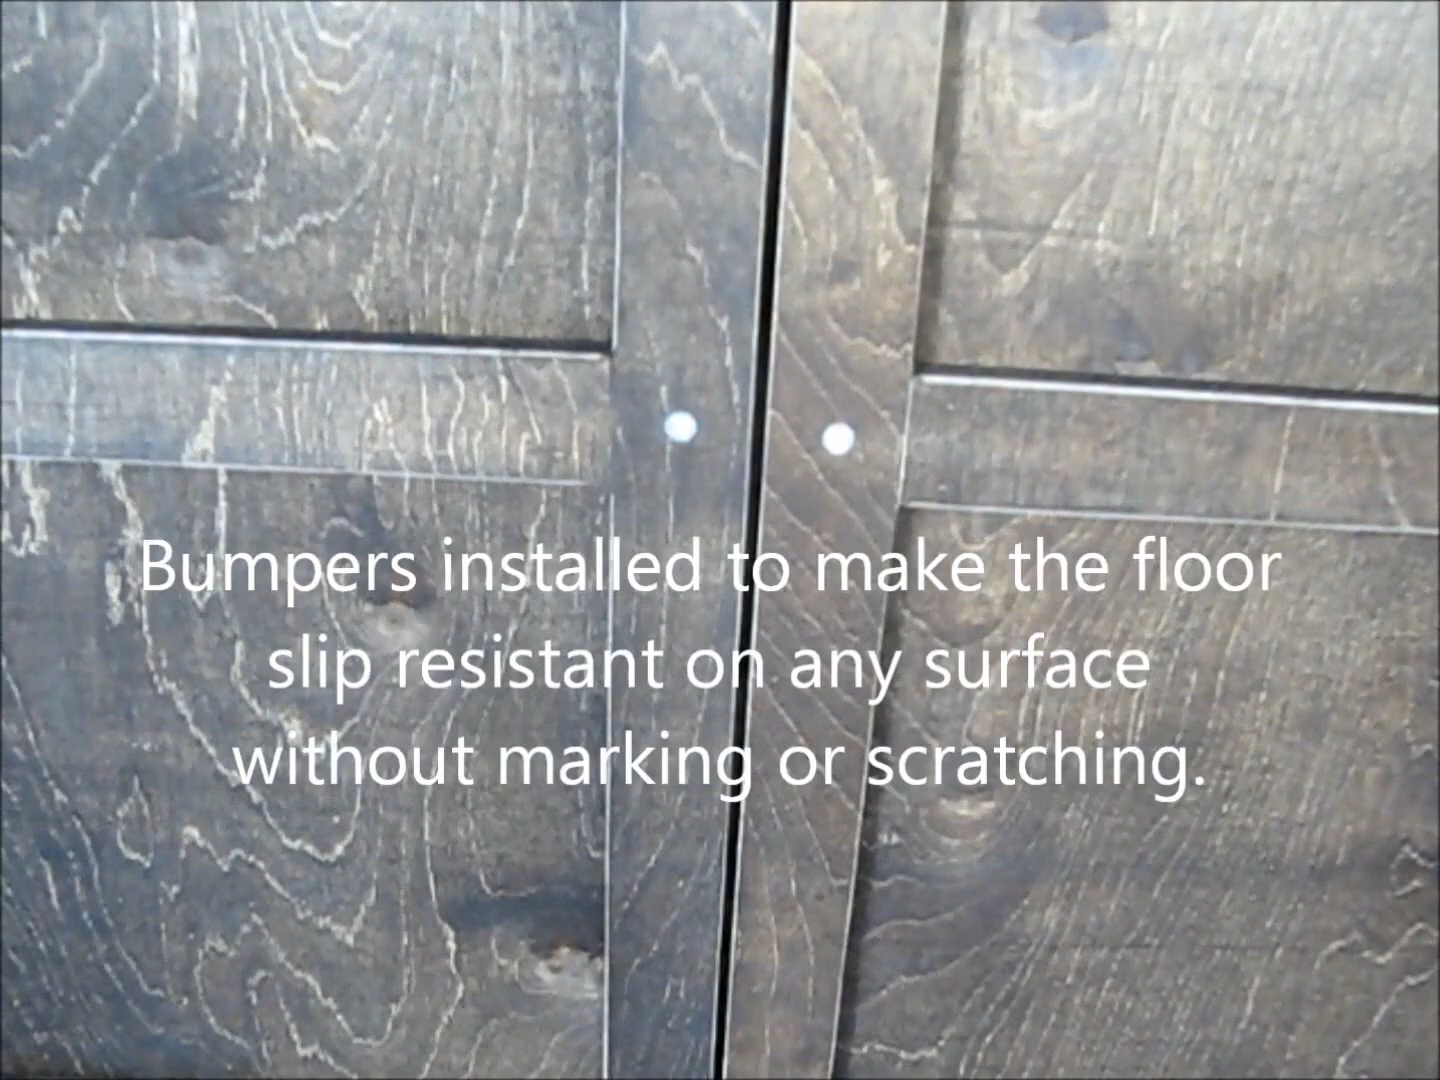 Bumpers installed to make the floor
slip resistant on any surface
without marking or scratching.